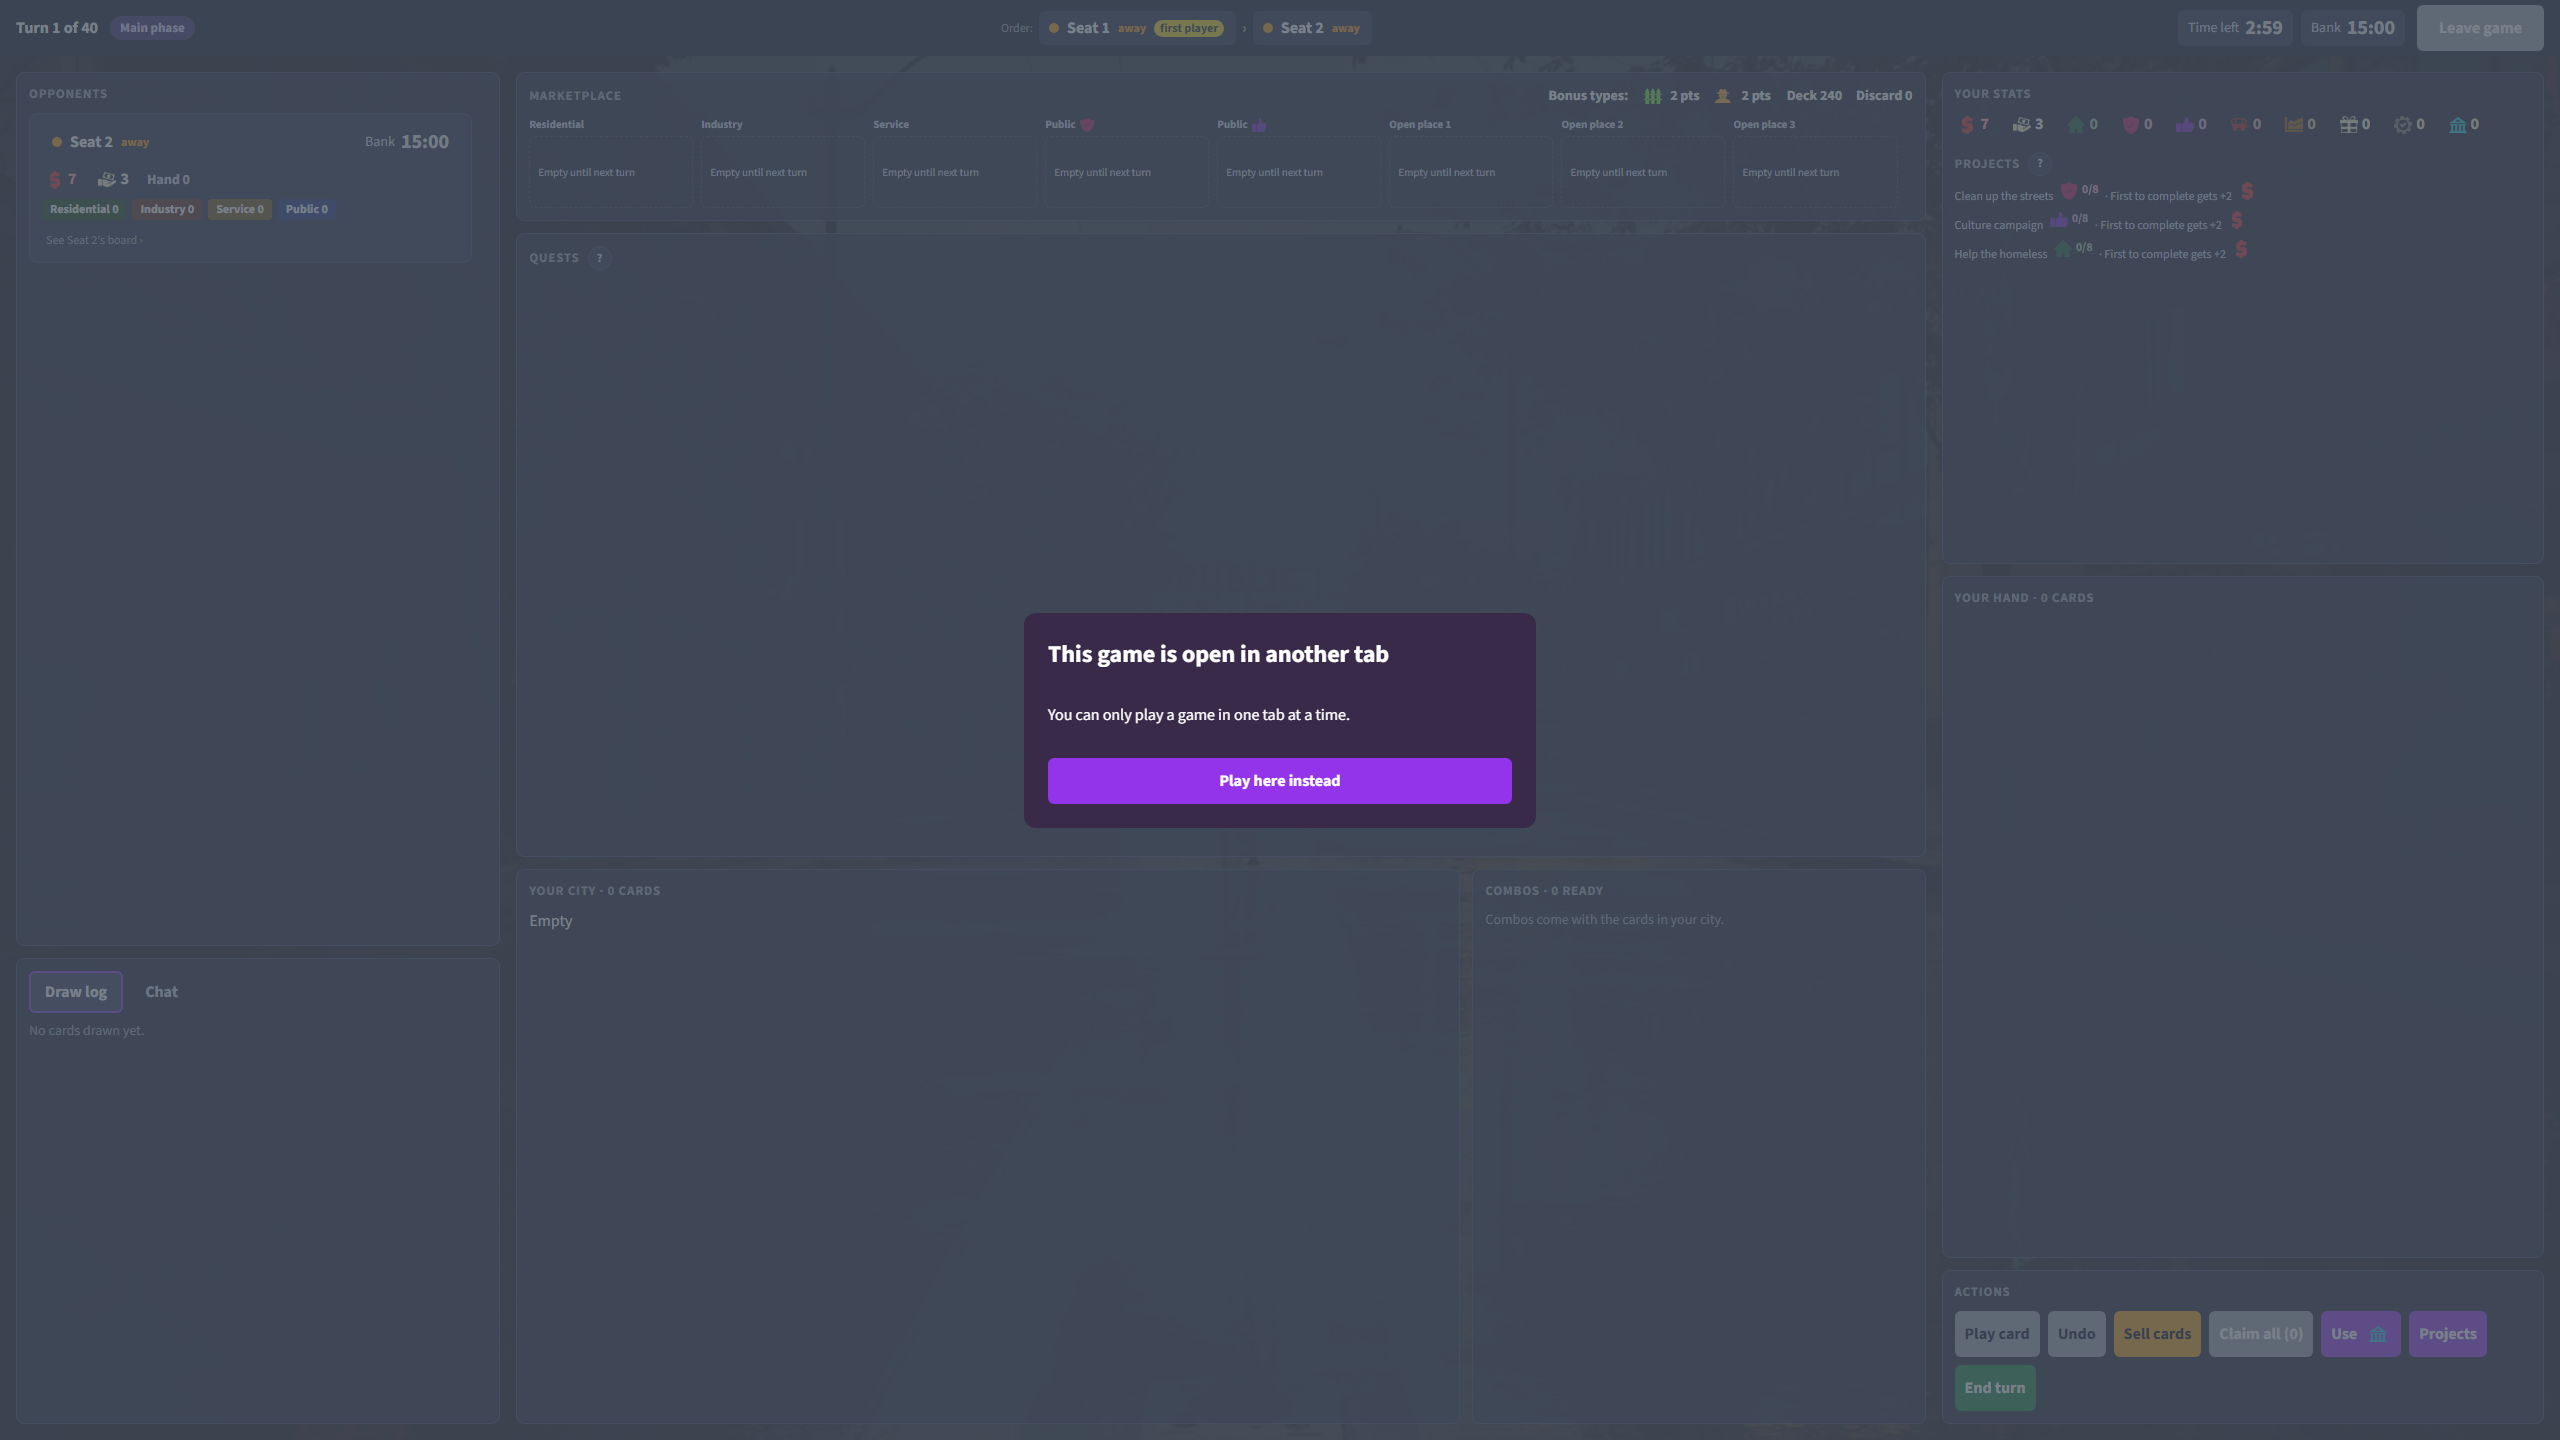 Turn 1 of 40 Main phase
Order: Seat 1 away first player › Seat 2 away
Time left 2:59 Bank 15:00 Leave game
OPPONENTS
Seat 2 away Bank 15:00
7 3 Hand 0
Residential 0 Industry 0 Service 0 Public 0
See Seat 2's board ›
MARKETPLACE
Bonus types: 2 pts 2 pts Deck 240 Discard 0
Residential Industry Service Public Public Open place 1 Open place 2 Open place 3
Empty until next turn Empty until next turn Empty until next turn Empty until next turn Empty until next turn Empty until next turn Empty until next turn Empty until next turn
QUESTS ?
YOUR STATS
$ 7 3 0 0 0 0 0 0 0 0
PROJECTS ?
Clean up the streets 0/8 · First to complete gets +2 $
Culture campaign 0/8 · First to complete gets +2 $
Help the homeless 0/8 · First to complete gets +2 $
This game is open in another tab
You can only play a game in one tab at a time.
Play here instead
YOUR HAND · 0 CARDS
YOUR CITY · 0 CARDS
Empty
COMBOS · 0 READY
Combos come with the cards in your city.
Draw log Chat
No cards drawn yet.
ACTIONS
Play card Undo Sell cards Claim all (0) Use Projects
End turn